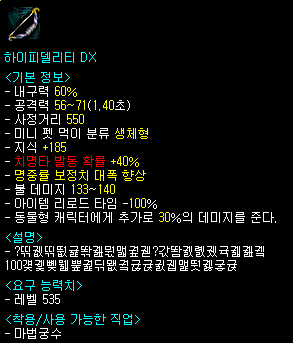 하이피델리티 DX
<기본 정보>
- 내구력 60%
- 공격력 56~71(1.40초)
- 사정거리 550
- 미니 펫 먹이 분류 생체형
- 지식 +185
- 치명타 발동 확률 +40%
- 명중률 보정치 대폭 향상
- 불 데미지 133~140
- 아이템 리로드 타임 -100%
- 동물형 캐릭터에게 추가로 30%의 데미지를 준다.
<설명>
<요구 능력치>
- 레벨 535
<착용/사용 가능한 직업>
- 마법궁수